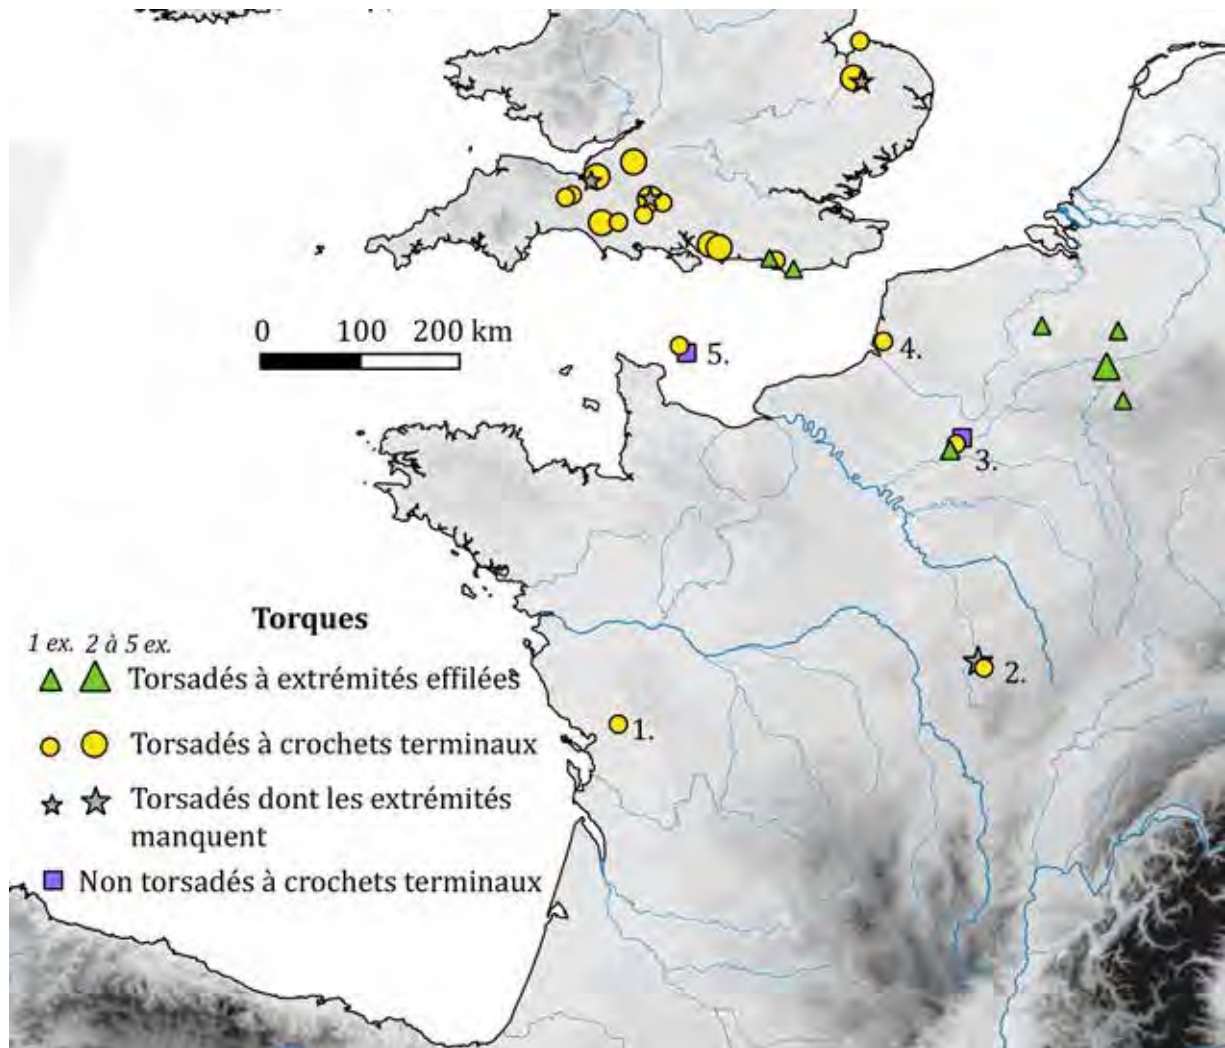 5.
4.
0 100 200 km
3.
2.
1.
Torques
1 ex. 2 à 5 ex.
Torsadés à extrémités effilées
Torsadés à crochets terminaux
Torsadés dont les extrémités
manquent
Non torsadés à crochets terminaux